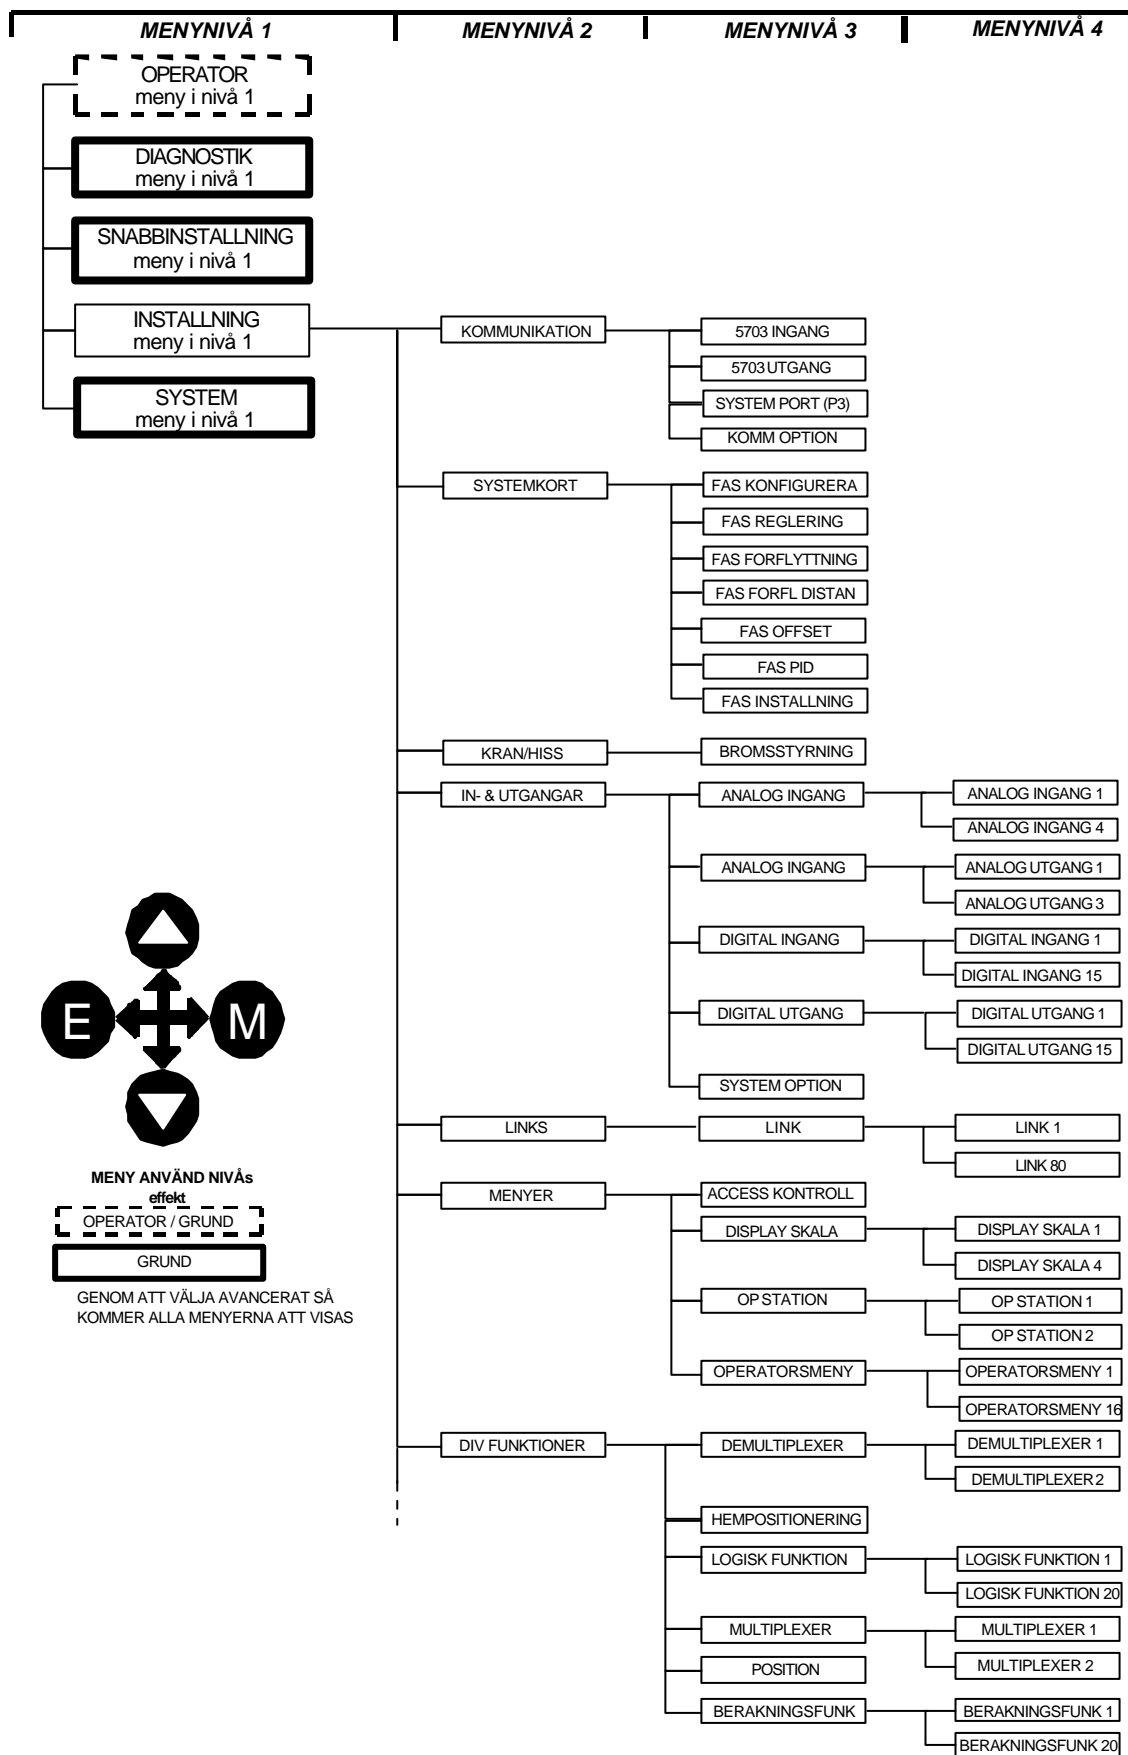 MENYNIVÅ 1
MENYNIVÅ 2
MENYNIVÅ 3
MENYNIVÅ 4
OPERATOR
meny i nivå 1
DIAGNOSTIK
meny i nivå 1
SNABBINSTALLNING
meny i nivå 1
INSTALLNING
meny i nivå 1
SYSTEM
meny i nivå 1
KOMMUNIKATION
5703 INGANG
5703 UTGANG
SYSTEM PORT (P3)
KOMM OPTION
SYSTEMKORT
FAS KONFIGURERA
FAS REGLERING
FAS FORFLYTTNING
FAS FORFL DISTAN
FAS OFFSET
FAS PID
FAS INSTALLNING
KRAN/HISS
BROMSSTYRNING
IN- & UTGANGAR
ANALOG INGANG
ANALOG INGANG 1
ANALOG INGANG 4
ANALOG INGANG
ANALOG UTGANG 1
ANALOG UTGANG 3
DIGITAL INGANG
DIGITAL INGANG 1
DIGITAL INGANG 15
DIGITAL UTGANG
DIGITAL UTGANG 1
DIGITAL UTGANG 15
SYSTEM OPTION
LINKS
LINK
LINK 1
LINK 80
MENYER
ACCESS KONTROLL
DISPLAY SKALA
DISPLAY SKALA 1
DISPLAY SKALA 4
OP STATION
OP STATION 1
OP STATION 2
OPERATORSMENY
OPERATORSMENY 1
OPERATORSMENY 16
DIV FUNKTIONER
DEMULTIPLEXER
DEMULTIPLEXER 1
DEMULTIPLEXER 2
HEMPOSITIONERING
LOGISK FUNKTION
LOGISK FUNKTION 1
LOGISK FUNKTION 20
MULTIPLEXER
MULTIPLEXER 1
MULTIPLEXER 2
POSITION
BERAKNINGSFUNK
BERAKNINGSFUNK 1
BERAKNINGSFUNK 20
E
M
MENY ANVÄND NIVÅs
effekt
OPERATOR / GRUND
GRUND
GENOM ATT VÄLJA AVANCERAT SÅ
KOMMER ALLA MENYERNA ATT VISAS